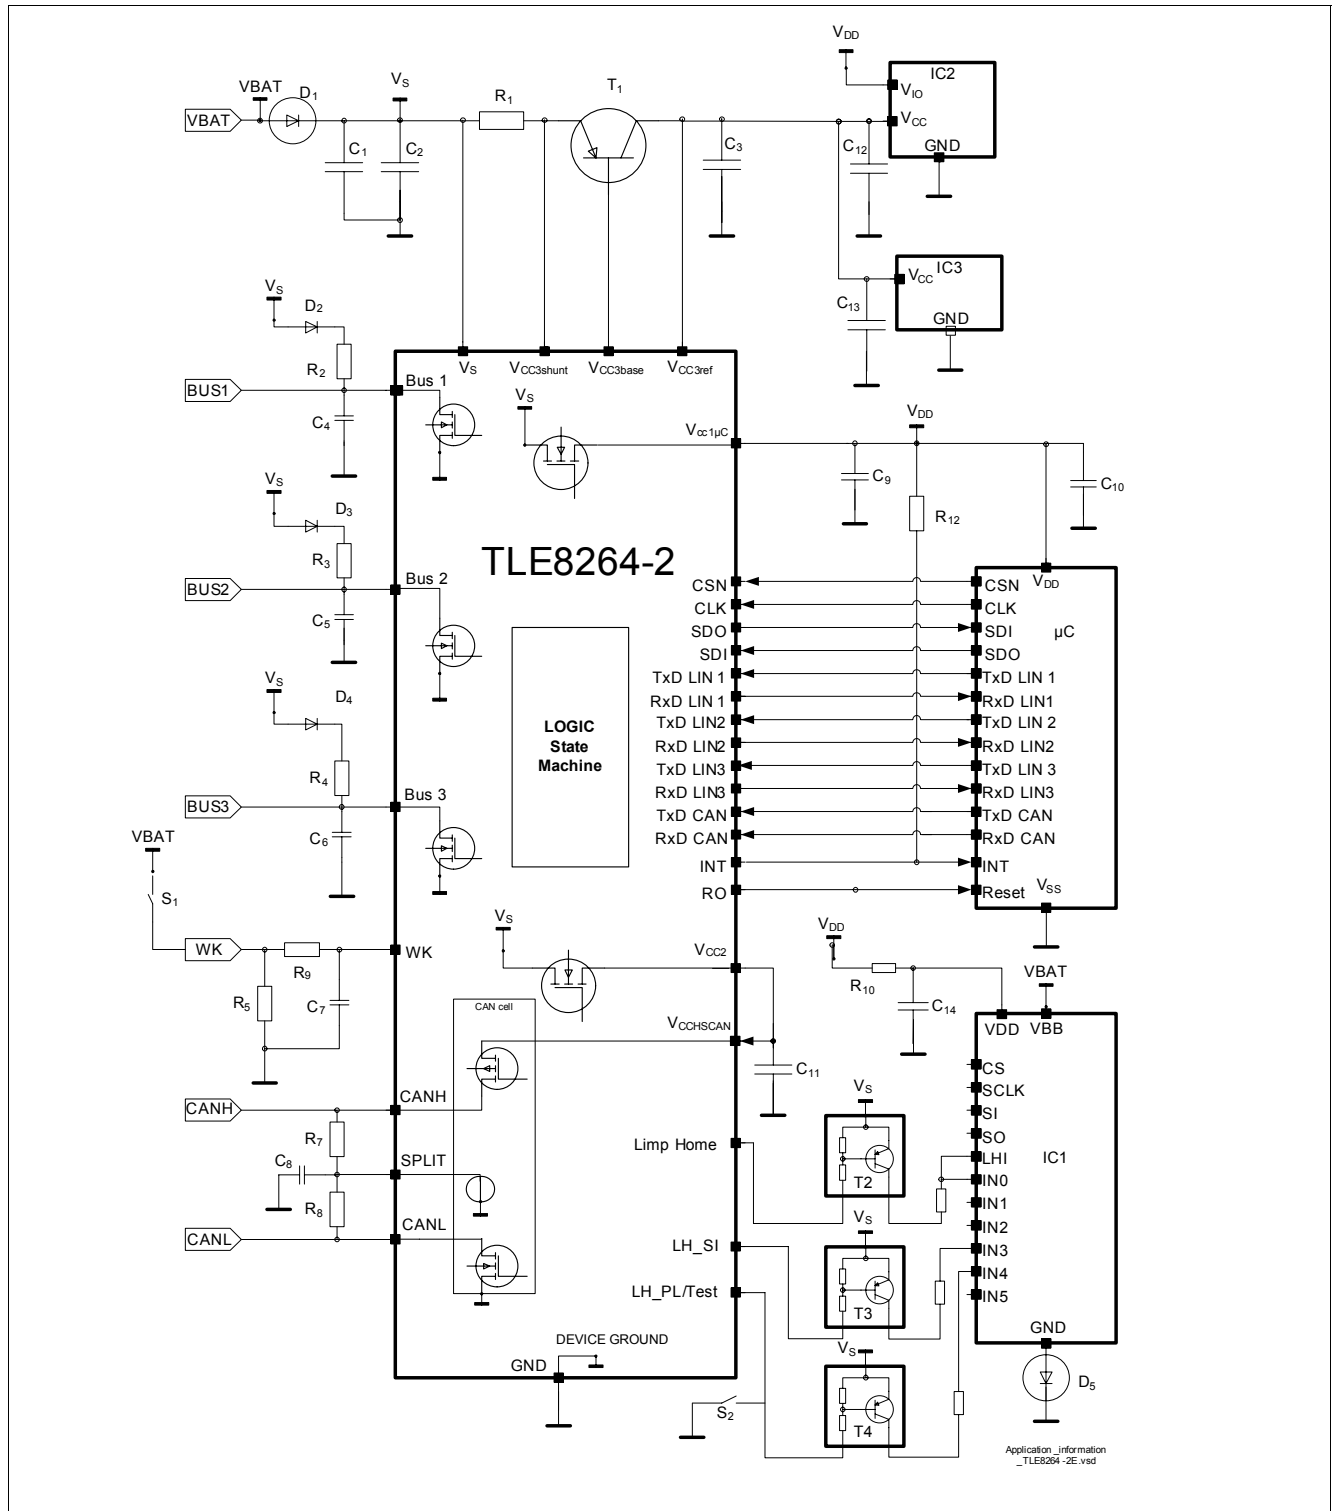 VDD
IC2
VIO
VCC
GND
VBAT
VBAT
D1
VS
R1
T1
C1
C2
C3
C12
IC3
VCC
C13
GND
VS
D2
R2
BUS1
C4
VS
D3
R3
BUS2
C5
VS
D4
R4
BUS3
C6
VBAT
S1
WK
R9
R5
C7
CANH
R7
C8
R8
CANL
VS
VCC3shunt
VCC3base
VCC3ref
Bus 1
VS
Vcc1µC
TLE8264-2
Bus 2
LOGIC
State
Machine
Bus 3
CSN
CLK
SDO
SDI
TxD LIN 1
RxD LIN 1
TxD LIN2
RxD LIN2
TxD LIN3
RxD LIN3
TxD CAN
RxD CAN
INT
RO
VS
VCC2
WK
CAN cell
VCCHSCAN
CANH
SPLIT
CANL
Limp Home
LH_SI
LH_PL/Test
DEVICE GROUND
GND
VDD
C9
R12
C10
VDD
µC
CSN
CLK
SDI
SDO
TxD LIN 1
RxD LIN1
TxD LIN 2
RxD LIN2
TxD LIN 3
RxD LIN3
TxD CAN
RxD CAN
INT
Reset
VSS
VDD
R10
C14
VBAT
C11
VDD
VBB
CS
SCLK
SI
SO
LHI
IC1
IN0
IN1
IN2
IN3
IN4
IN5
GND
D5
VS
T2
VS
T3
VS
T4
S2
Application_information
_TLE8264-2E.vsd